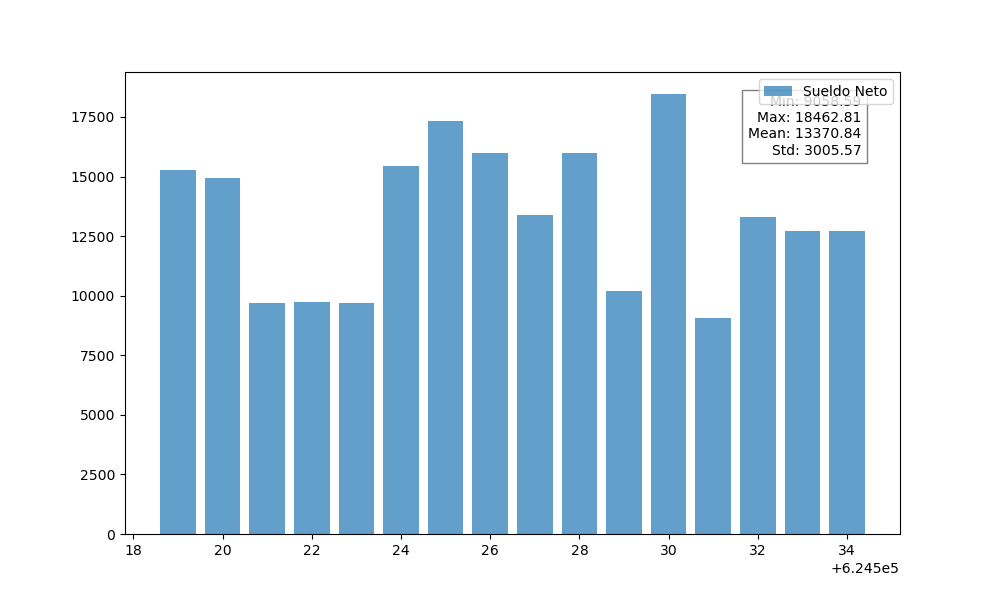 Sueldo Neto
Min: 9058.59
Max: 18462.81
Mean: 13370.84
Std: 3005.57
17500
15000
12500
10000
7500
5000
2500
0
18 20 22 24 26 28 30 32 34
+6.245e5